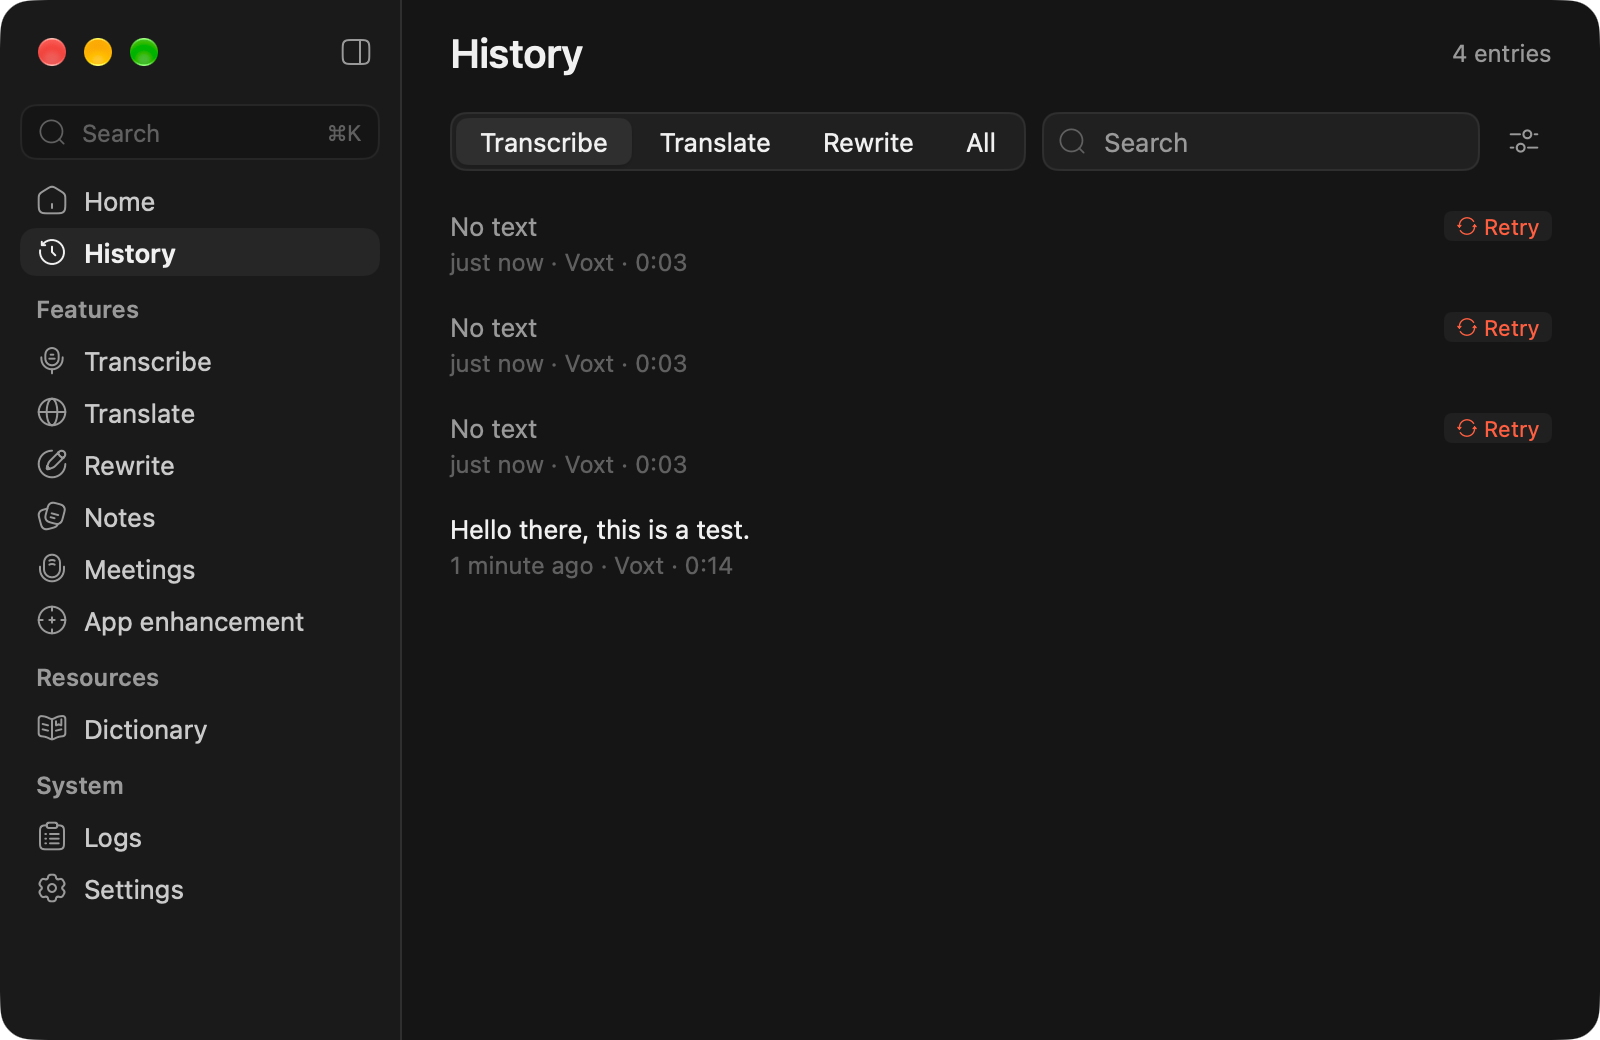 Search ⌘K
Home
History
Features
Transcribe
Translate
Rewrite
Notes
Meetings
App enhancement
Resources
Dictionary
System
Logs
Settings
History
4 entries
Transcribe Translate Rewrite All Search
No text
Retry
just now · Voxt · 0:03
No text
Retry
just now · Voxt · 0:03
No text
Retry
just now · Voxt · 0:03
Hello there, this is a test.
1 minute ago · Voxt · 0:14